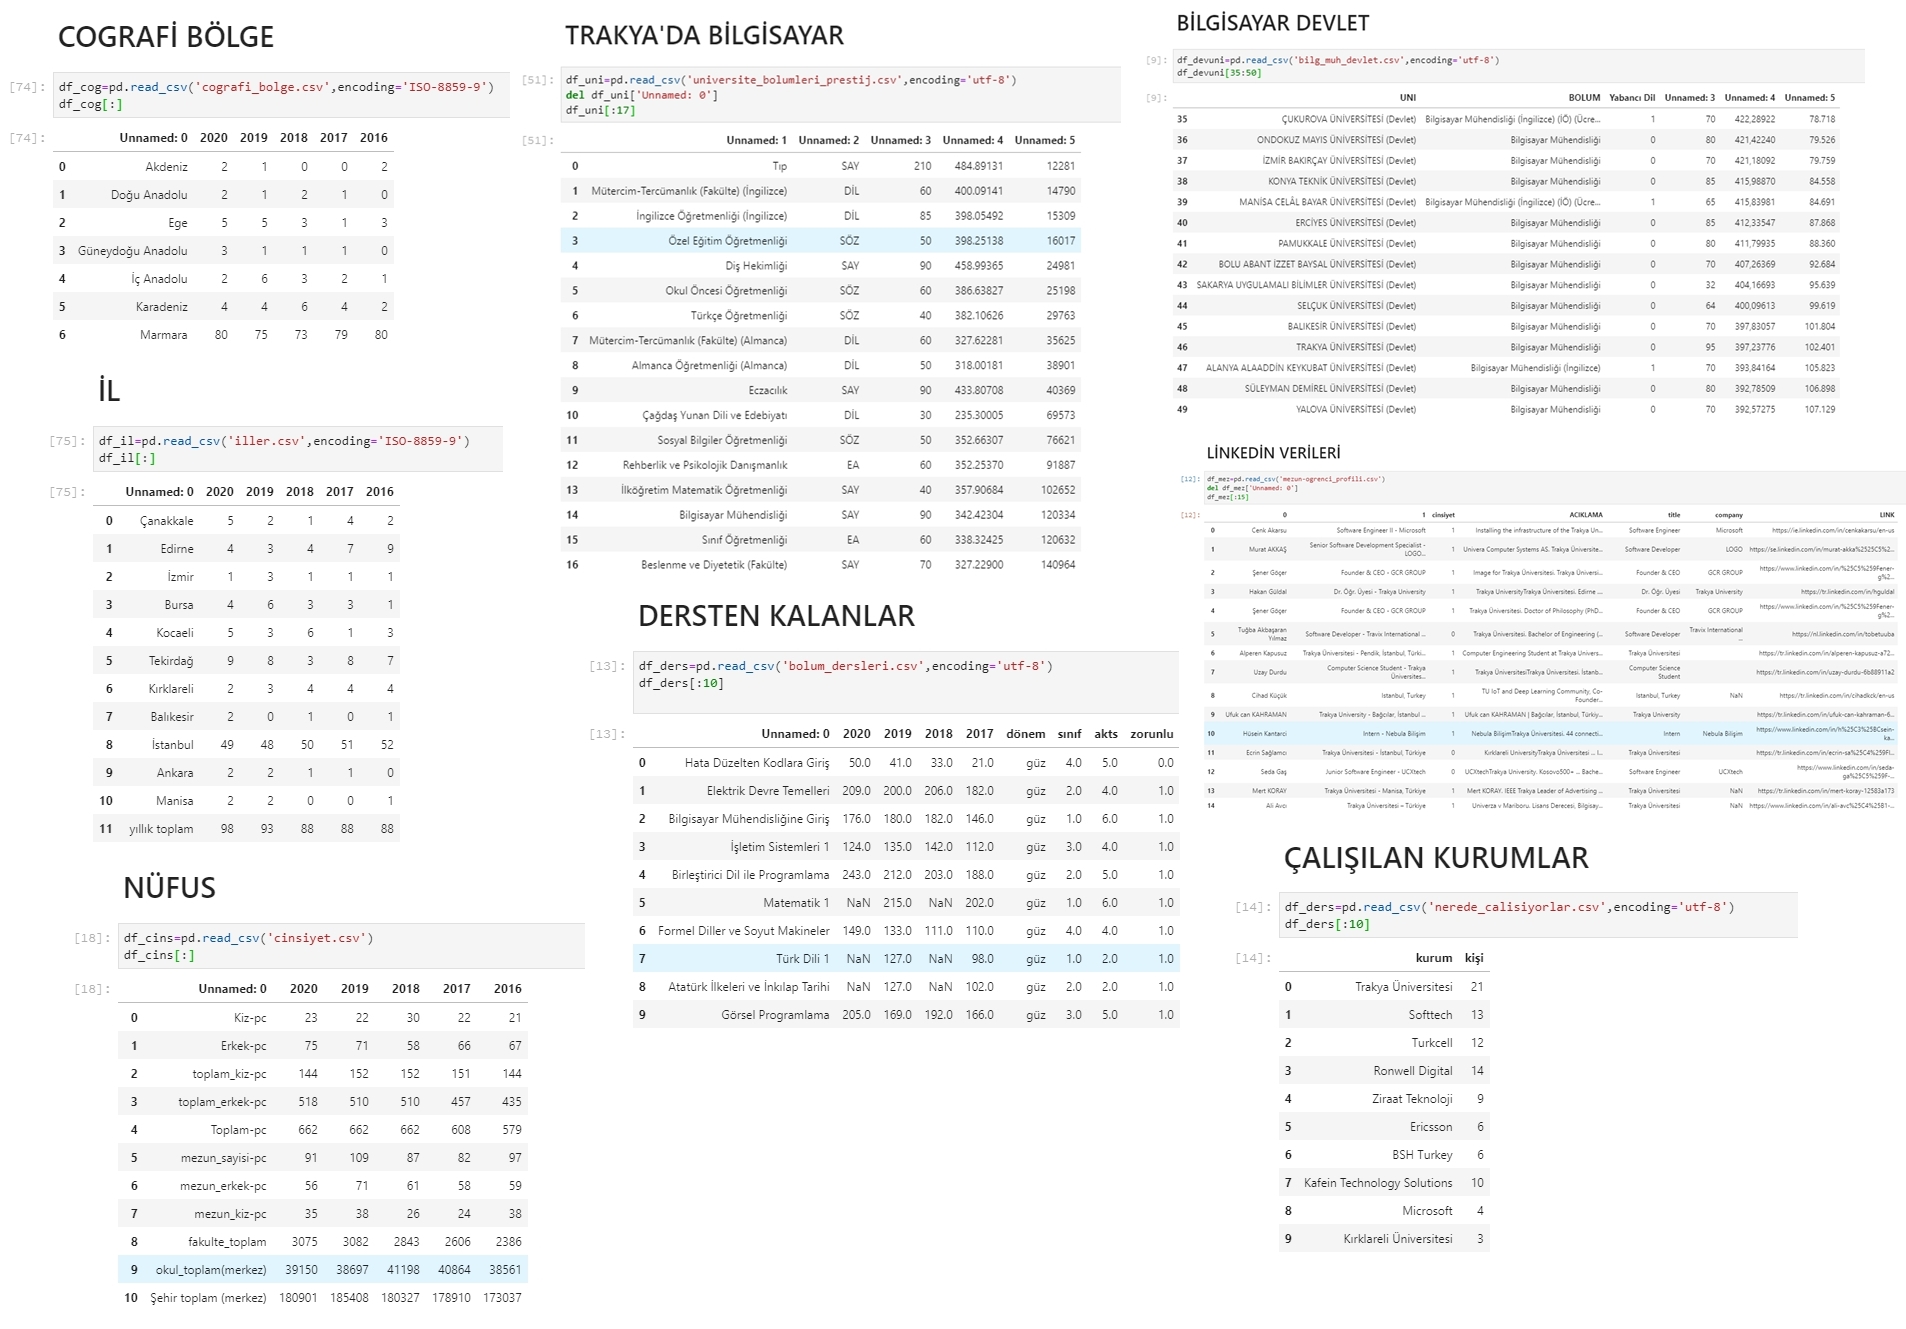 COGRAFİ BÖLGE
[74]: df_cog=pd.read_csv('cografi_bolge.csv',encoding='ISO-8859-9')
df_cog[:]
[74]: Unnamed: 0 2020 2019 2018 2017 2016
0 Akdeniz 2 1 0 0 2
1 Doğu Anadolu 2 1 2 1 0
2 Ege 5 5 3 1 3
3 Güneydoğu Anadolu 3 1 1 1 0
4 İç Anadolu 2 6 3 2 1
5 Karadeniz 4 4 6 4 2
6 Marmara 80 75 73 79 80
İL
[75]: df_il=pd.read_csv('iller.csv',encoding='ISO-8859-9')
df_il[:]
[75]: Unnamed: 0 2020 2019 2018 2017 2016
0 Çanakkale 5 2 1 4 2
1 Edirne 4 3 4 7 9
2 İzmir 1 3 1 1 1
3 Bursa 4 6 3 3 1
4 Kocaeli 5 3 6 1 3
5 Tekirdağ 9 8 3 8 7
6 Kırklareli 2 3 4 4 4
7 Balıkesir 2 0 1 0 1
8 İstanbul 49 48 50 51 52
9 Ankara 2 2 1 1 0
10 Manisa 2 2 0 0 1
11 yıllık toplam 98 93 88 88 88
NÜFUS
[18]: df_cins=pd.read_csv('cinsiyet.csv')
df_cins[:]
[18]: Unnamed: 0 2020 2019 2018 2017 2016
0 Kiz-pc 23 22 30 22 21
1 Erkek-pc 75 71 58 66 67
2 toplam_kiz-pc 144 152 152 151 144
3 toplam_erkek-pc 518 510 510 457 435
4 Toplam-pc 662 662 662 608 579
5 mezun_sayisi-pc 91 109 87 82 97
6 mezun_erkek-pc 56 71 61 58 59
7 mezun_kiz-pc 35 38 26 24 38
8 fakulte_toplam 3075 3082 2843 2606 2386
9 okul_toplam(merkez) 39150 38697 41198 40864 38561
10 Şehir toplam (merkez) 180901 185408 180327 178910 173037
TRAKYA'DA BİLGİSAYAR
[51]: df_uni=pd.read_csv('universite_bolumleri_prestij.csv',encoding='utf-8')
del df_uni['Unnamed: 0']
df_uni[:17]
[51]: Unnamed: 1 Unnamed: 2 Unnamed: 3 Unnamed: 4 Unnamed: 5
0 Tıp SAY 210 484.89131 12281
1 Mütercim-Tercümanlık (Fakülte) (İngilizce) DİL 60 400.09141 14790
2 İngilizce Öğretmenliği (İngilizce) DİL 85 398.05492 15309
3 Özel Eğitim Öğretmenliği SÖZ 50 398.25138 16017
4 Diş Hekimliği SAY 90 458.99365 24981
5 Okul Öncesi Öğretmenliği SÖZ 60 386.63827 25198
6 Türkçe Öğretmenliği SÖZ 40 382.10626 29763
7 Mütercim-Tercümanlık (Fakülte) (Almanca) DİL 60 327.62281 35625
8 Almanca Öğretmenliği (Almanca) DİL 50 318.00181 38901
9 Eczacılık SAY 90 433.80708 40369
10 Çağdaş Yunan Dili ve Edebiyatı DİL 30 235.30005 69573
11 Sosyal Bilgiler Öğretmenliği SÖZ 50 352.66307 76621
12 Rehberlik ve Psikolojik Danışmanlık EA 60 352.25370 91887
13 İlköğretim Matematik Öğretmenliği SAY 40 357.90684 102652
14 Bilgisayar Mühendisliği SAY 90 342.42304 120334
15 Sınıf Öğretmenliği EA 60 338.32425 120632
16 Beslenme ve Diyetetik (Fakülte) SAY 70 327.22900 140964
DERSTEN KALANLAR
[13]: df_ders=pd.read_csv('bolum_dersleri.csv',encoding='utf-8')
df_ders[:10]
[13]: Unnamed: 0 2020 2019 2018 2017 dönem sınıf akts zorunlu
0 Hata Düzelten Kodlara Giriş 50.0 41.0 33.0 21.0 güz 4.0 5.0 0.0
1 Elektrik Devre Temelleri 209.0 200.0 206.0 182.0 güz 2.0 4.0 1.0
2 Bilgisayar Mühendisliğine Giriş 176.0 180.0 182.0 146.0 güz 1.0 6.0 1.0
3 İşletim Sistemleri 1 124.0 135.0 142.0 112.0 güz 3.0 4.0 1.0
4 Birleştirici Dil ile Programlama 243.0 212.0 203.0 188.0 güz 2.0 5.0 1.0
5 Matematik 1 NaN 215.0 NaN 202.0 güz 1.0 6.0 1.0
6 Formel Diller ve Soyut Makineler 149.0 133.0 111.0 110.0 güz 4.0 4.0 1.0
7 Türk Dili 1 NaN 127.0 NaN 98.0 güz 1.0 2.0 1.0
8 Atatürk İlkeleri ve İnkılap Tarihi NaN 127.0 NaN 102.0 güz 2.0 2.0 1.0
9 Görsel Programlama 205.0 169.0 192.0 166.0 güz 3.0 5.0 1.0
BİLGİSAYAR DEVLET
[9]: df_devuni=pd.read_csv('bilg_muh_devlet.csv',encoding='utf-8')
df_devuni[35:50]
[9]: UNI BOLUM Yabancı Dil Unnamed: 3 Unnamed: 4 Unnamed: 5
35 ÇUKUROVA ÜNİVERSİTESİ (Devlet) Bilgisayar Mühendisliği (İngilizce) (İÖ) (Ücre... 1 70 422,28922 78.718
36 ONDOKUZ MAYIS ÜNİVERSİTESİ (Devlet) Bilgisayar Mühendisliği 0 80 421,42240 79.526
37 İZMİR BAKIRÇAY ÜNİVERSİTESİ (Devlet) Bilgisayar Mühendisliği 0 70 421,18092 79.759
38 KONYA TEKNİK ÜNİVERSİTESİ (Devlet) Bilgisayar Mühendisliği 0 85 415,98870 84.558
39 MANİSA CELÂL BAYAR ÜNİVERSİTESİ (Devlet) Bilgisayar Mühendisliği (İngilizce) (İÖ) (Ücre... 1 65 415,83981 84.691
40 ERCİYES ÜNİVERSİTESİ (Devlet) Bilgisayar Mühendisliği 0 85 412,33547 87.868
41 PAMUKKALE ÜNİVERSİTESİ (Devlet) Bilgisayar Mühendisliği 0 80 411,79935 88.360
42 BOLU ABANT İZZET BAYSAL ÜNİVERSİTESİ (Devlet) Bilgisayar Mühendisliği 0 70 407,26369 92.684
43 SAKARYA UYGULAMALI BİLİMLER ÜNİVERSİTESİ (Devlet) Bilgisayar Mühendisliği 0 32 404,16693 95.639
44 SELÇUK ÜNİVERSİTESİ (Devlet) Bilgisayar Mühendisliği 0 64 400,09613 99.619
45 BALIKESİR ÜNİVERSİTESİ (Devlet) Bilgisayar Mühendisliği 0 70 397,83057 101.804
46 TRAKYA ÜNİVERSİTESİ (Devlet) Bilgisayar Mühendisliği 0 95 397,23776 102.401
47 ALANYA ALAADDİN KEYKUBAT ÜNİVERSİTESİ (Devlet) Bilgisayar Mühendisliği (İngilizce) 1 70 393,84164 105.823
48 SÜLEYMAN DEMİREL ÜNİVERSİTESİ (Devlet) Bilgisayar Mühendisliği 0 80 392,78509 106.898
49 YALOVA ÜNİVERSİTESİ (Devlet) Bilgisayar Mühendisliği 0 70 392,57275 107.129
LİNKEDİN VERİLERİ
[12]: df_mez=pd.read_csv('mezun-ogrenci_profili.csv')
del df_mez['Unnamed: 0']
df_mez[:15]
[12]: 0 1 cinsiyet ACIKLAMA title company LINK
0 Cenk Akarsu Software Engineer II - Microsoft 1 Installing the infrastructure of the Trakya Un... Software Engineer Microsoft https://ie.linkedin.com/in/cenkakarsu/en-us
1 Murat AKKAŞ Senior Software Development Specialist - LOGO... 1 Univera Computer Systems AS. Trakya Üniversite... Software Developer LOGO https://se.linkedin.com/in/murat-akka%2525C5%2...
2 Şener Göçer Founder & CEO - GCR GROUP 1 Image for Trakya Üniversitesi. Trakya Üniversi... Founder & CEO GCR GROUP https://www.linkedin.com/in/%25C5%259Fener-g%2...
3 Hakan Güldal Dr. Öğr. Üyesi - Trakya University 1 Trakya UniversityTrakya Üniversitesi. Edirne ... Dr. Öğr. Üyesi Trakya University https://tr.linkedin.com/in/hguldal
4 Şener Göçer Founder & CEO - GCR GROUP 1 Trakya Üniversitesi. Doctor of Philosophy (PhD... Founder & CEO GCR GROUP https://www.linkedin.com/in/%25C5%259Fener-g%2...
5 Tuğba Akbaşaran Yılmaz Software Developer - Travix International ... 0 Trakya Üniversitesi. Bachelor of Engineering (... Software Developer Travix International ... https://nl.linkedin.com/in/tobetuuba
6 Alperen Kapusuz Trakya Üniversitesi - Pendik, İstanbul, Türki... 1 Computer Engineering Student at Trakya Univers... Trakya Üniversitesi https://tr.linkedin.com/in/alperen-kapusuz-a72...
7 Uzay Durdu Computer Science Student - Trakya Üniversites... 1 Trakya ÜniversitesiTrakya Üniversitesi. İstanb... Computer Science Student https://tr.linkedin.com/in/uzay-durdu-6b88911a2
8 Cihad Küçük Istanbul, Turkey 1 TU IoT and Deep Learning Community, Co-Founder... Istanbul, Turkey NaN https://tr.linkedin.com/in/cihadkck/en-us
9 Ufuk can KAHRAMAN Trakya University - Bağcılar, İstanbul ... 1 Ufuk can KAHRAMAN | Bağcılar, İstanbul, Türkiy... Trakya University https://tr.linkedin.com/in/ufuk-can-kahraman-6...
10 Hüsein Kantarci Intern - Nebula Bilişim 1 Nebula BilişimTrakya Üniversitesi. 44 connecti... Intern Nebula Bilişim https://www.linkedin.com/in/h%25C3%25BCsein-ka...
11 Ecrin Sağlamcı Trakya Üniversitesi - İstanbul, Türkiye 0 Kırklareli UniversityTrakya Üniversitesi ... İ... Trakya Üniversitesi https://tr.linkedin.com/in/ecrin-sa%25C4%259Fl...
12 Seda Gaş Junior Software Engineer - UCXtech 0 UCXtechTrakya University. Kosovo500+ ... Bache... Software Engineer UCXtech https://www.linkedin.com/in/seda-ga%25C5%259F-...
13 Mert KORAY Trakya Üniversitesi - Manisa, Türkiye 1 Mert KORAY. IEEE Trakya Leader of Advertising ... Trakya Üniversitesi NaN https://tr.linkedin.com/in/mert-koray-12583a173
14 Ali Avcı Trakya Üniversitesi – Türkiye 1 Univerza v Mariboru. Lisans Derecesi, Bilgisay... Trakya Üniversitesi NaN https://www.linkedin.com/in/ali-avc%25C4%25B1-...
ÇALIŞILAN KURUMLAR
[14]: df_ders=pd.read_csv('nerede_calisiyorlar.csv',encoding='utf-8')
df_ders[:10]
[14]: kurum kişi
0 Trakya Üniversitesi 21
1 Softtech 13
2 Turkcell 12
3 Ronwell Digital 14
4 Ziraat Teknoloji 9
5 Ericsson 6
6 BSH Turkey 6
7 Kafein Technology Solutions 10
8 Microsoft 4
9 Kırklareli Üniversitesi 3